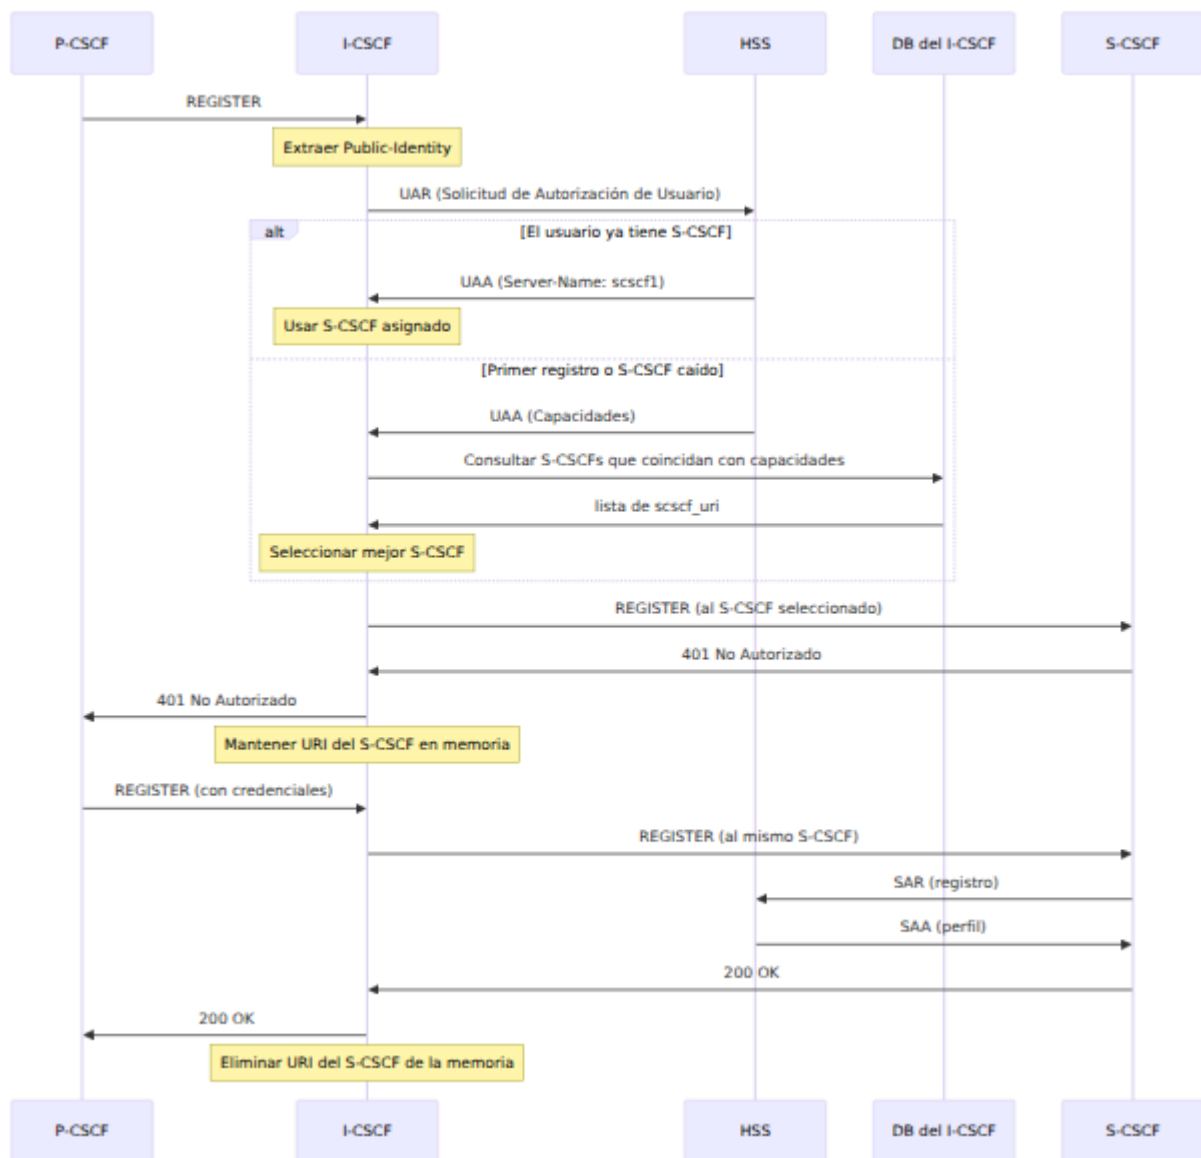 P-CSCF
I-CSCF
HSS
DB del I-CSCF
S-CSCF
REGISTER
Extraer Public-Identity
UAR (Solicitud de Autorización de Usuario)
alt
[El usuario ya tiene S-CSCF]
UAA (Server-Name: scscf1)
Usar S-CSCF asignado
[Primer registro o S-CSCF caído]
UAA (Capacidades)
Consultar S-CSCFs que coincidan con capacidades
lista de scscf_uri
Seleccionar mejor S-CSCF
REGISTER (al S-CSCF seleccionado)
401 No Autorizado
401 No Autorizado
Mantener URI del S-CSCF en memoria
REGISTER (con credenciales)
REGISTER (al mismo S-CSCF)
SAR (registro)
SAA (perfil)
200 OK
200 OK
Eliminar URI del S-CSCF de la memoria
P-CSCF
I-CSCF
HSS
DB del I-CSCF
S-CSCF